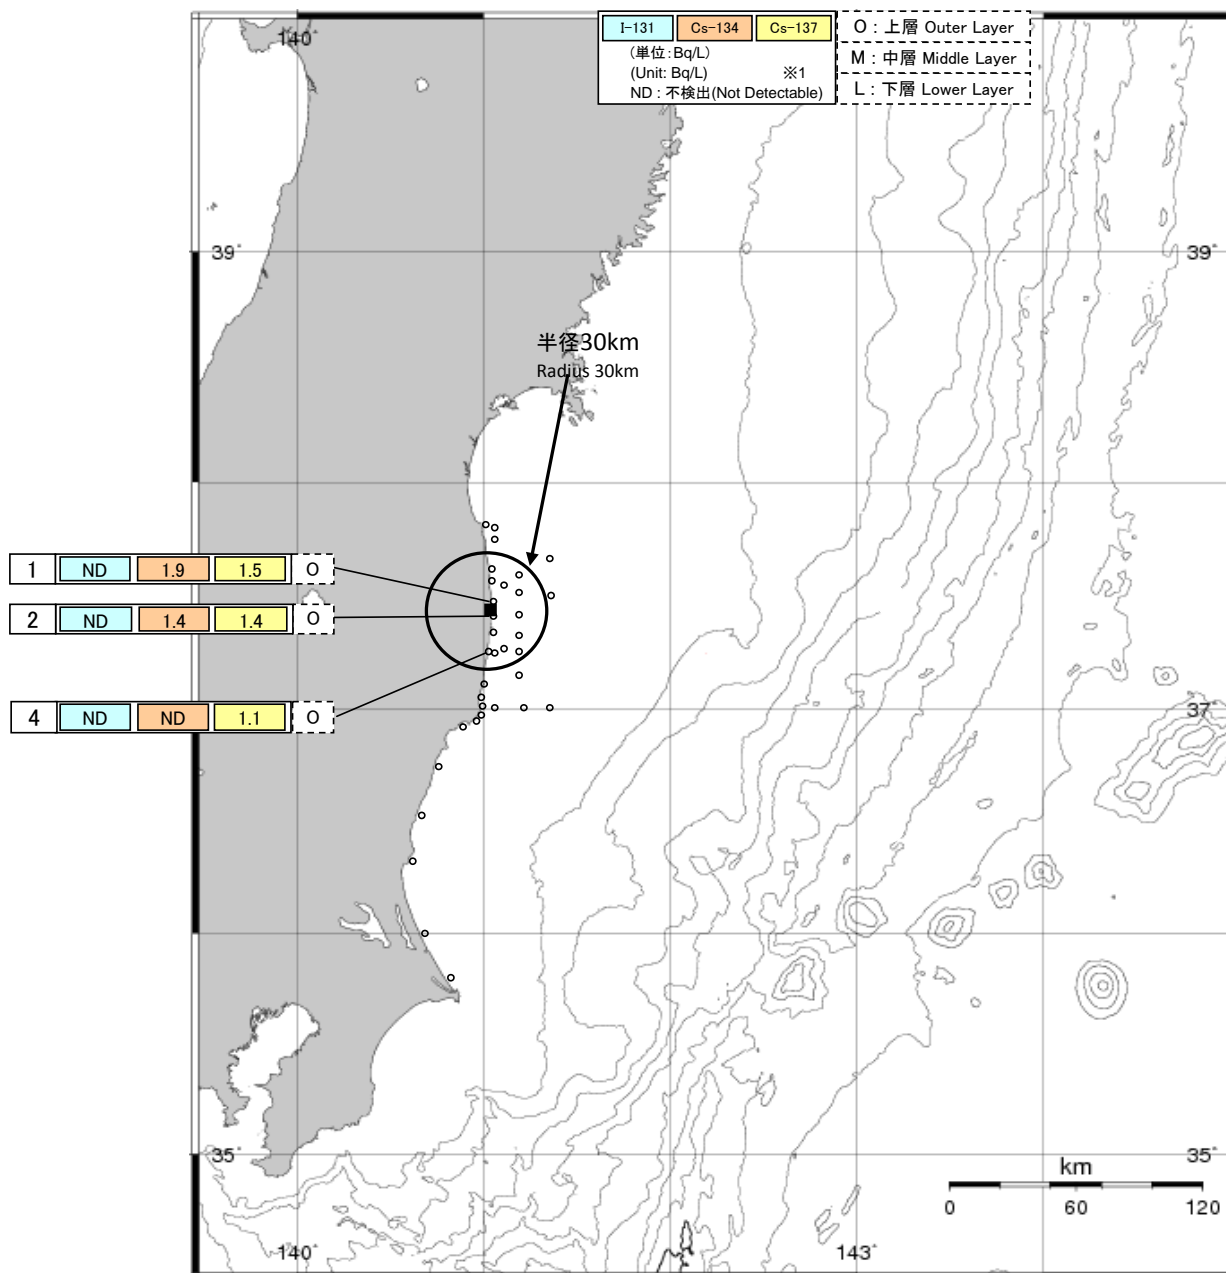 140°
I-131 Cs-134 Cs-137
(単位:Bq/L)
(Unit: Bq/L) ※1
ND : 不検出(Not Detectable)
O : 上層 Outer Layer
M : 中層 Middle Layer
L : 下層 Lower Layer
39° 39°
半径30km
Radius 30km
1 ND 1.9 1.5 O
2 ND 1.4 1.4 O
4 ND ND 1.1 O
37° 37°
35° 35°
km
0 60 120
140° 143°